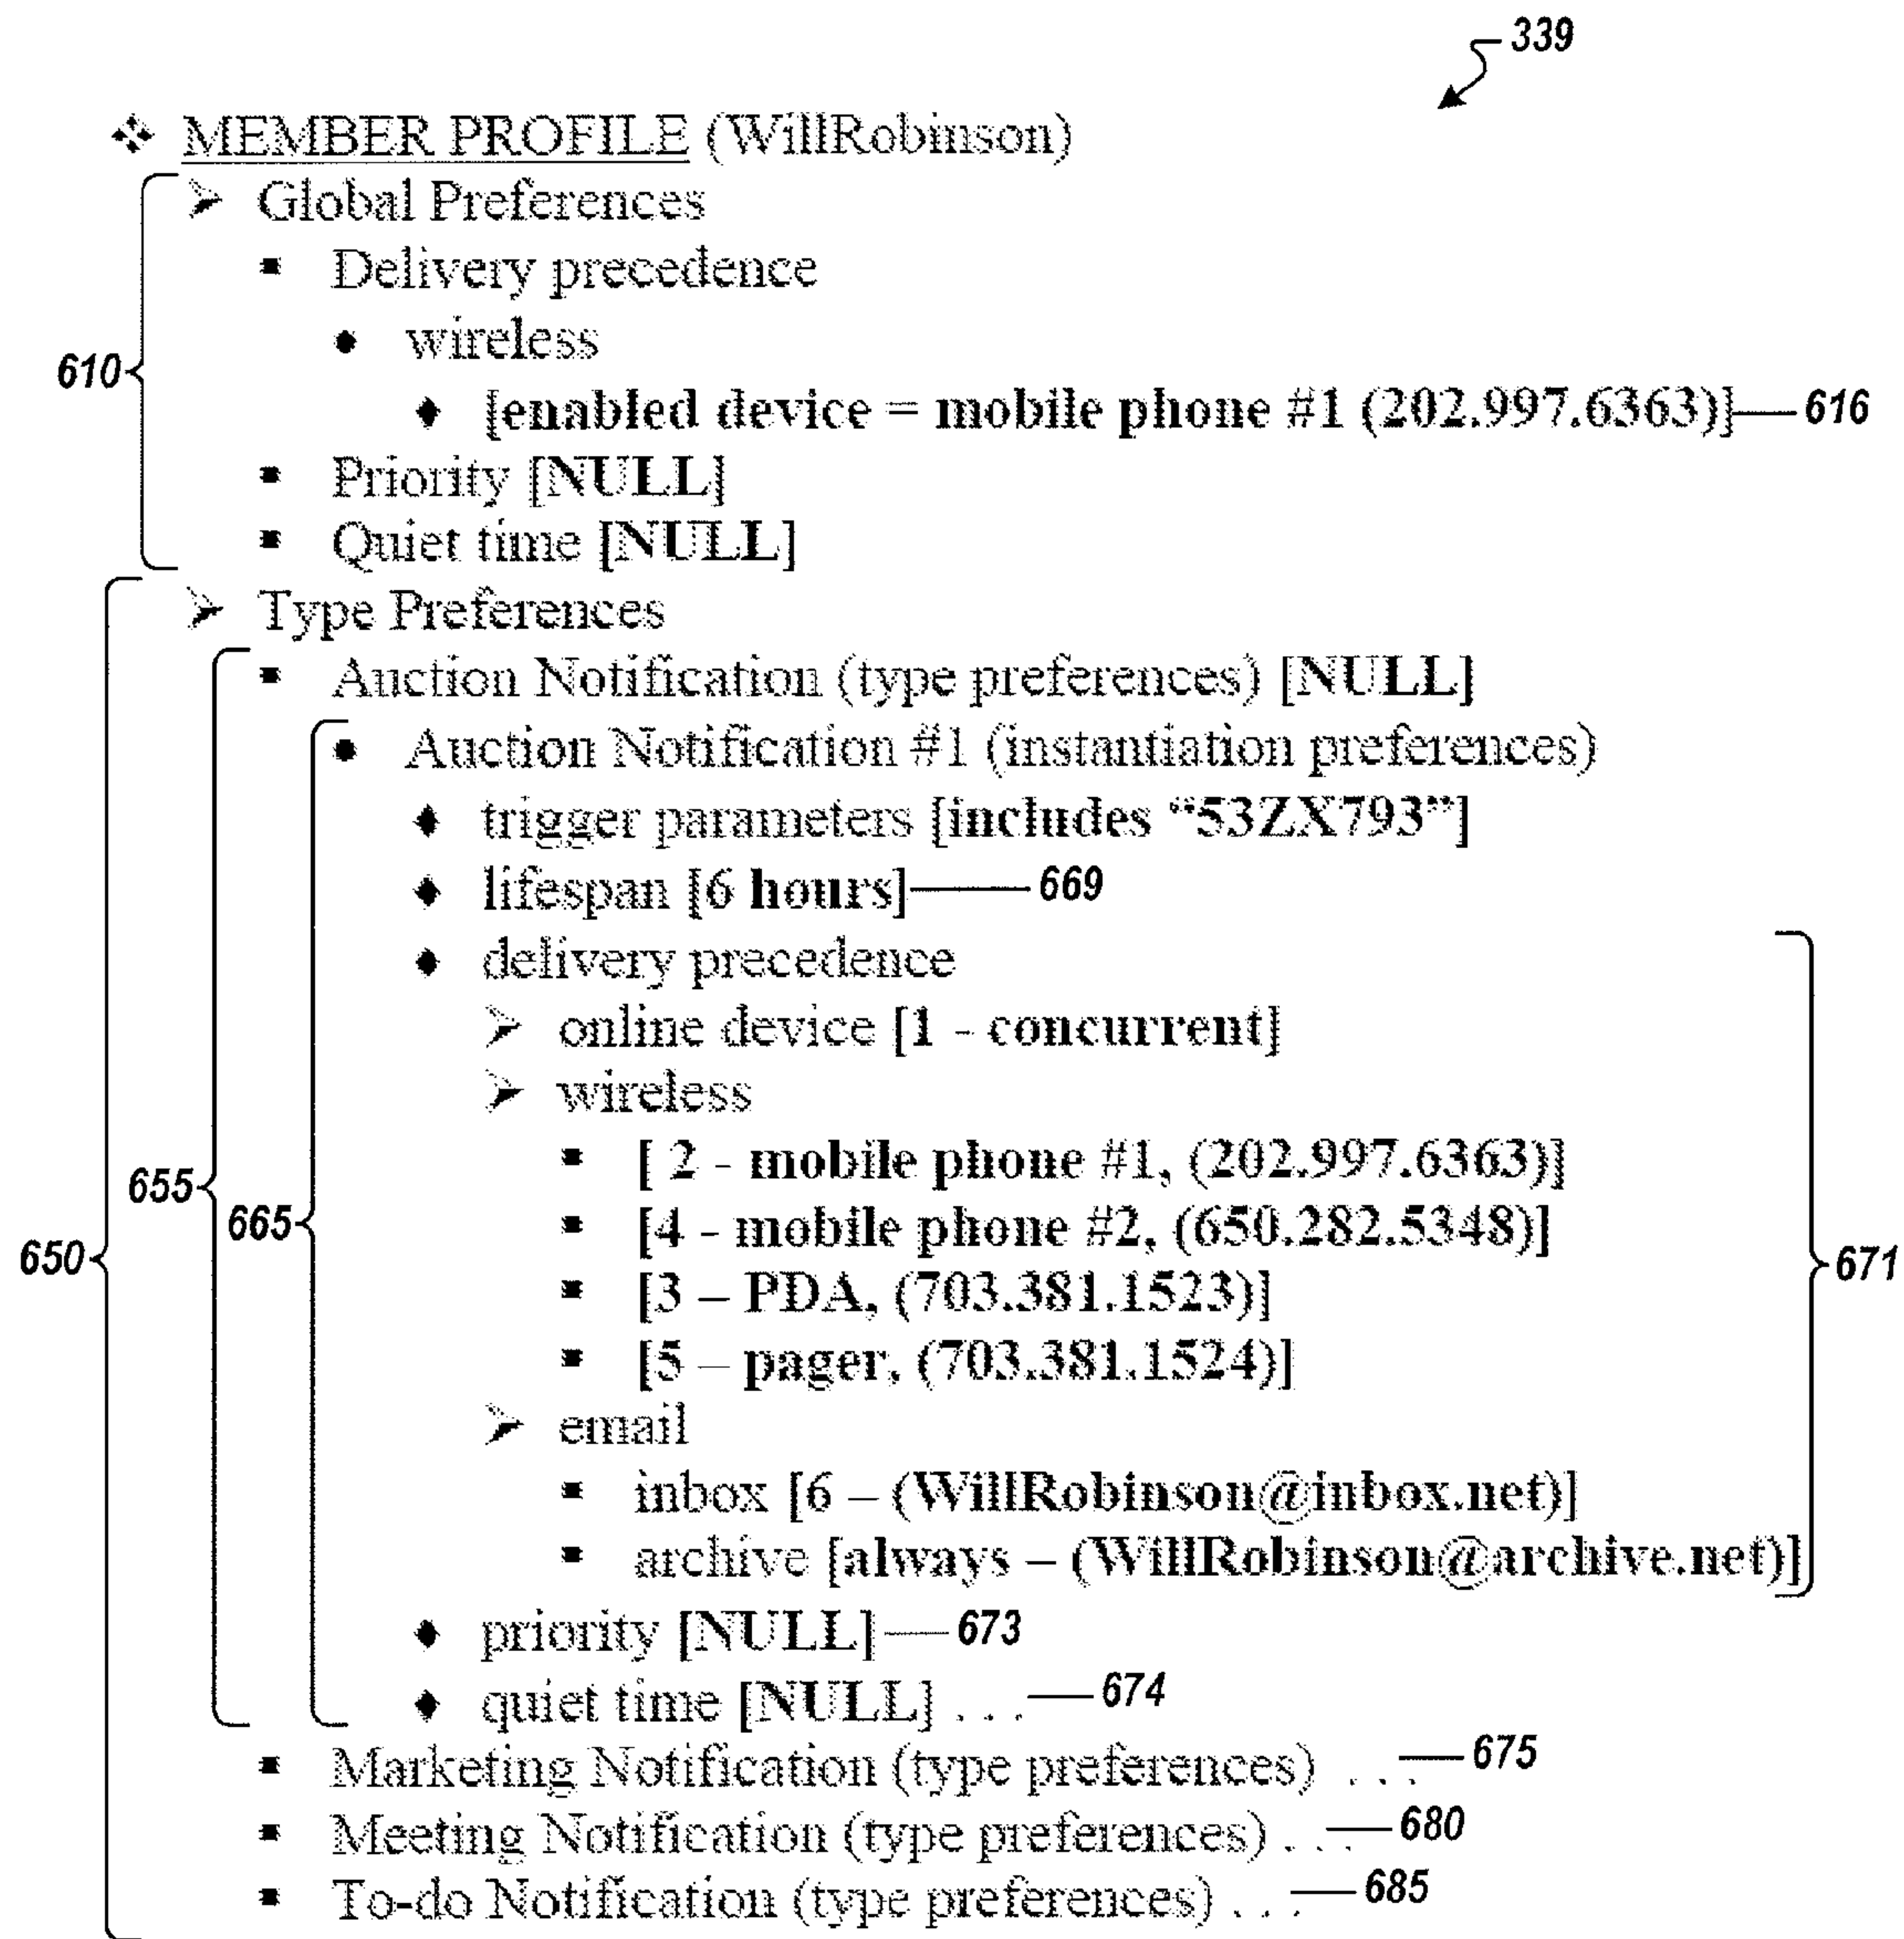 339
❖ MEMBER PROFILE (WillRobinson)
➢ Global Preferences
▪ Delivery precedence
• wireless
610
♦ [enabled device = mobile phone #1 (202.997.6363)] 616
▪ Priority [NULL]
▪ Quiet time [NULL]
➢ Type Preferences
▪ Auction Notification (type preferences) [NULL]
• Auction Notification #1 (instantiation preferences)
♦ trigger parameters [includes “53ZX793”]
♦ lifespan [6 hours] 669
♦ delivery precedence
➢ online device [1 - concurrent]
➢ wireless
▪ [ 2 - mobile phone #1, (202.997.6363)]
655
▪ [4 - mobile phone #2, (650.282.5348)]
665
650
671
▪ [3 – PDA, (703.381.1523)]
▪ [5 – pager, (703.381.1524)]
➢ email
▪ inbox [6 – (WillRobinson@inbox.net)]
▪ archive [always – (WillRobinson@archive.net)]
♦ priority [NULL] 673
♦ quiet time [NULL] . . . 674
▪ Marketing Notification (type preferences) . . . 675
▪ Meeting Notification (type preferences) . . . 680
▪ To-do Notification (type preferences) . . . 685